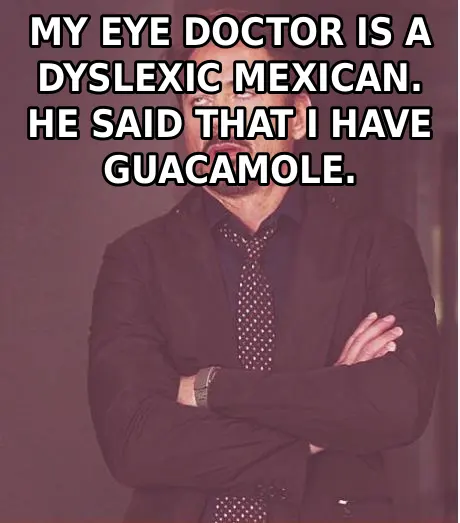 MY EYE DOCTOR IS A
DYSLEXIC MEXICAN.
HE SAID THAT I HAVE
GUACAMOLE.